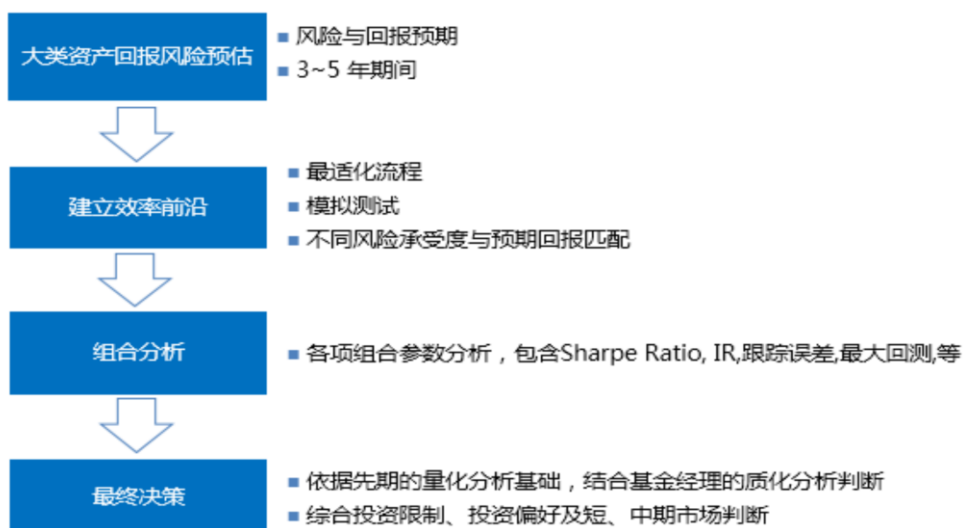 大类资产回报风险预估
风险与回报预期
3~5 年期间
建立效率前沿
最适化流程
模拟测试
不同风险承受度与预期回报匹配
组合分析
各项组合参数分析，包含Sharpe Ratio, IR,跟踪误差,最大回测,等
最终决策
依据先期的量化分析基础，结合基金经理的质化分析判断
综合投资限制、投资偏好及短、中期市场判断